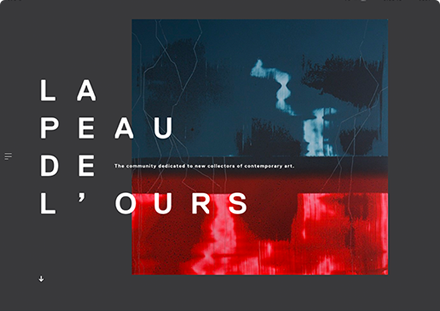 LA
PEAU
DE
The community dedicated to new collectors of contemporary art.
L'OURS